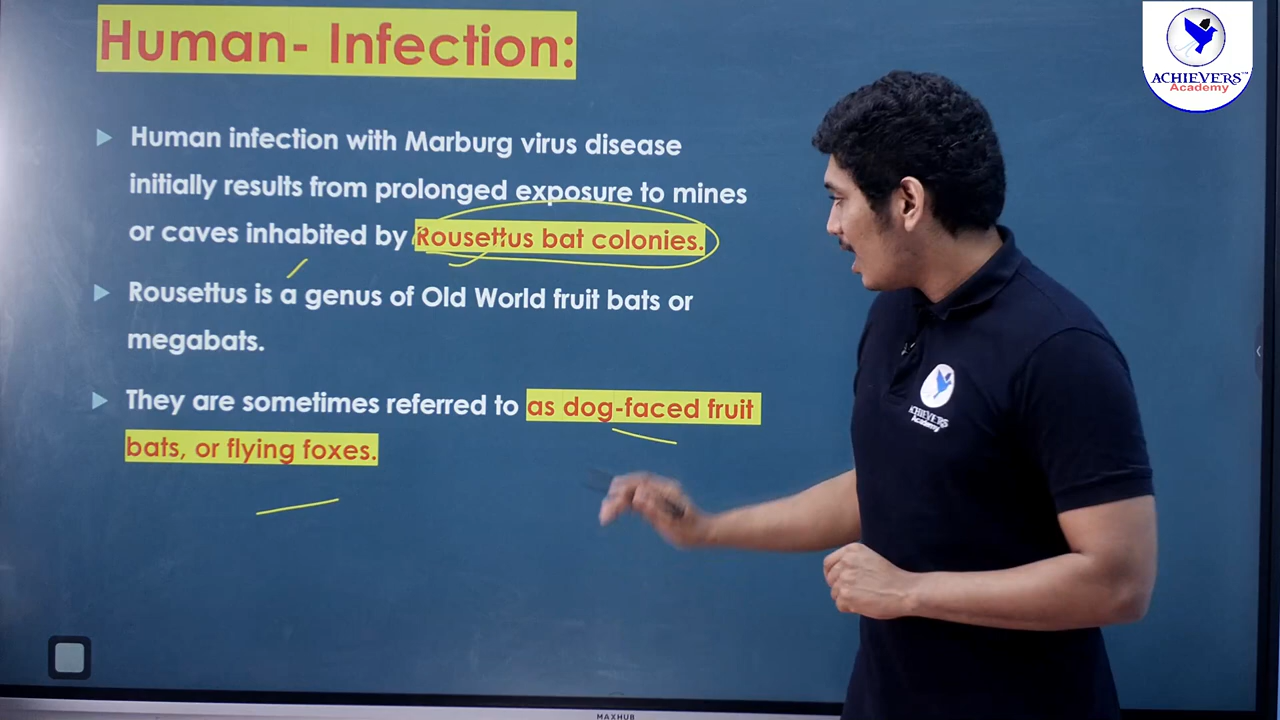 Human- Infection:
Human infection with Marburg virus disease
initially results from prolonged exposure to mines
or caves inhabited by Rousettus bat colonies.
Rousettus is a genus of Old World fruit bats or
megabats.
They are sometimes referred to as dog-faced fruit
bats, or flying foxes.
ACHIEVERS™
Academy
ACHIEVERS
Academy
MAXHUB